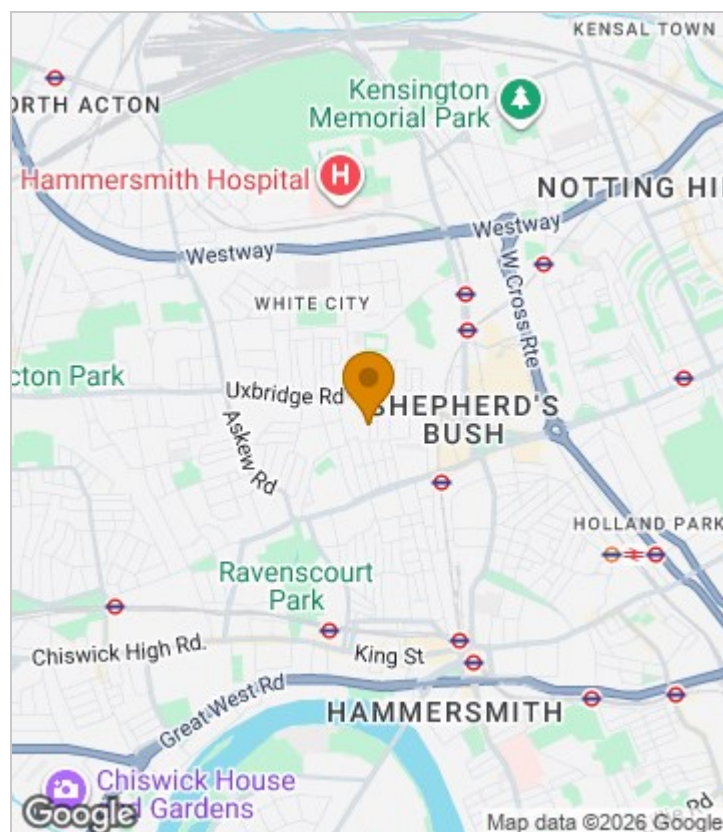 KENSAL TOWN
ORTH ACTON
Kensington
Memorial Park
Hammersmith Hospital
H
NOTTING HI
Westway
Westway
W Cross Rte
WHITE CITY
cton Park
Uxbridge Rd
SHEPHERD'S
BUSH
Askew Rd
HOLLAND PARK
Ravenscourt
Park
Chiswick High Rd.
King St
Great West Rd
HAMMERSMITH
Chiswick House
nd Gardens
Rd
Google
Map data ©2026 Google